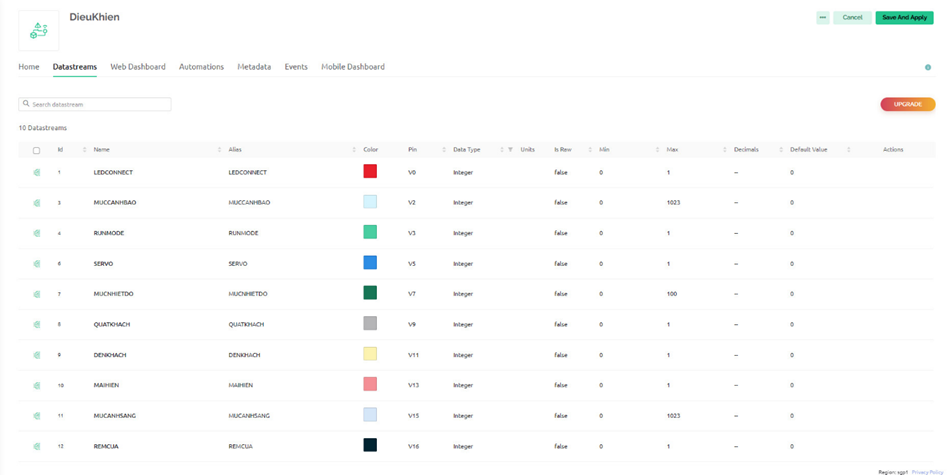 DieuKhien
••• Cancel Save And Apply
Home Datastreams Web Dashboard Automations Metadata Events Mobile Dashboard
Search datastream
UPGRADE
10 Datastreams
Id Name Alias Color Pin Data Type Units Is Raw Min Max Decimals Default Value Actions
1 LEDCONNECT LEDCONNECT V0 Integer false 0 1 -- 0
3 MUCCANHBAO MUCCANHBAO V2 Integer false 0 1023 -- 0
4 RUNMODE RUNMODE V3 Integer false 0 1 -- 0
6 SERVO SERVO V5 Integer false 0 1 -- 0
7 MUCNHIETDO MUCNHIETDO V7 Integer false 0 100 -- 0
8 QUATKHACH QUATKHACH V9 Integer false 0 1 -- 0
9 DENKHACH DENKHACH V11 Integer false 0 1 -- 0
10 MAIHIEN MAIHIEN V13 Integer false 0 1 -- 0
11 MUCANHSANG MUCANHSANG V15 Integer false 0 1023 -- 0
12 REMCUA REMCUA V16 Integer false 0 1 -- 0
Region: sgp1 Privacy Policy